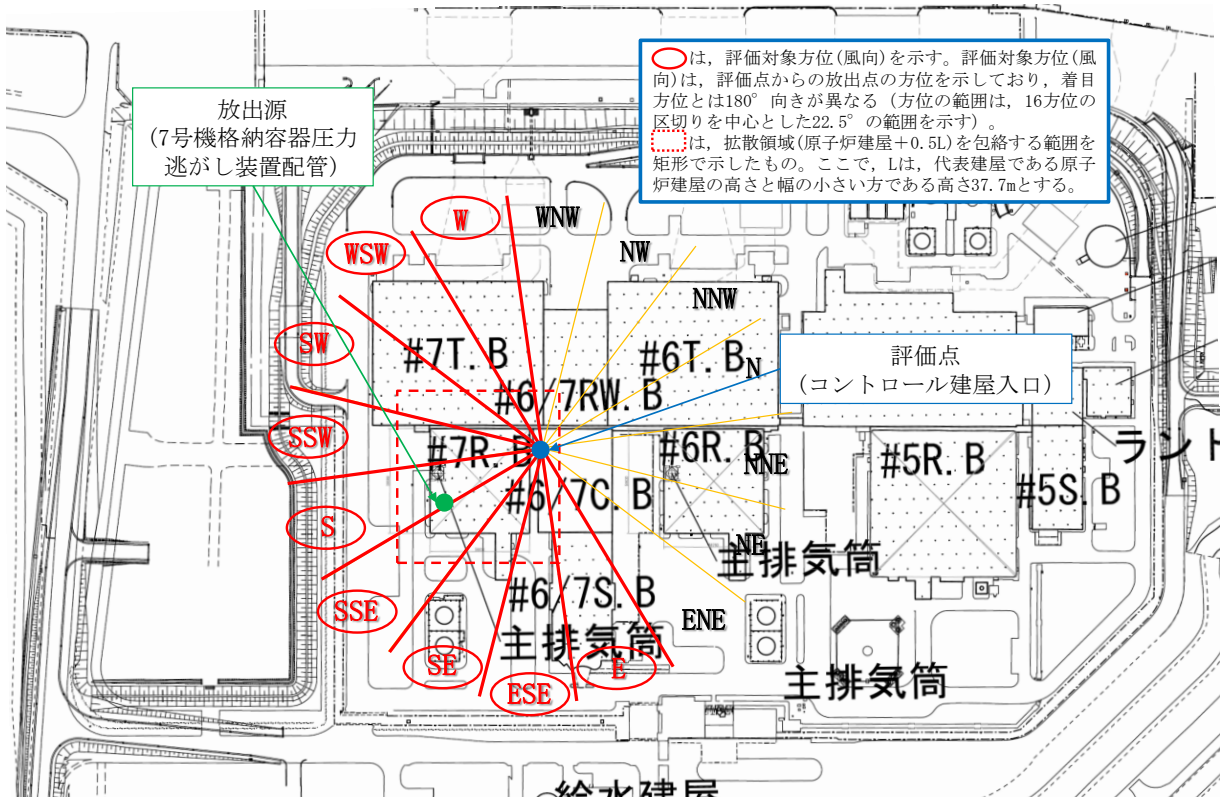 は，評価対象方位(風向)を示す。評価対象方位(風
向)は，評価点からの放出点の方位を示しており，着目
方位とは180°向きが異なる（方位の範囲は，16方位の
区切りを中心とした22.5°の範囲を示す）。
は，拡散領域(原子炉建屋＋0.5L)を包絡する範囲を
矩形で示したもの。ここで，Lは，代表建屋である原子
炉建屋の高さと幅の小さい方である高さ37.7mとする。
放出源
(7号機格納容器圧力
逃がし装置配管)
W
WNW
WSW
NW
NNW
SW
#7T.B
#6T.B
N
評価点
(コントロール建屋入口)
#6/7RW.B
SSW
#7R.B
#6R.B
NNE
#5R.B
ラント
#6/7C.B
#5S.B
S
NE
主排気筒
#6/7S.B
SSE
ENE
主排気筒
SE
E
ESE
主排気筒
給水建屋